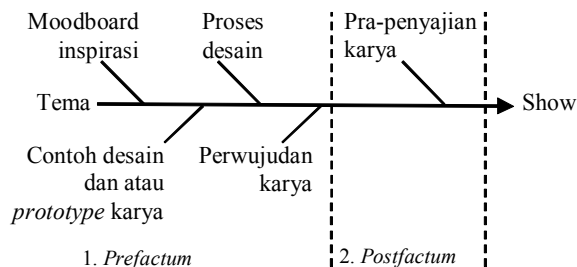 Moodboard
inspirasi
Proses
desain
Pra-penyajian
karya
Tema
Show
Contoh desain
dan atau
prototype karya
Perwujudan
karya
1. Prefactum
2. Postfactum